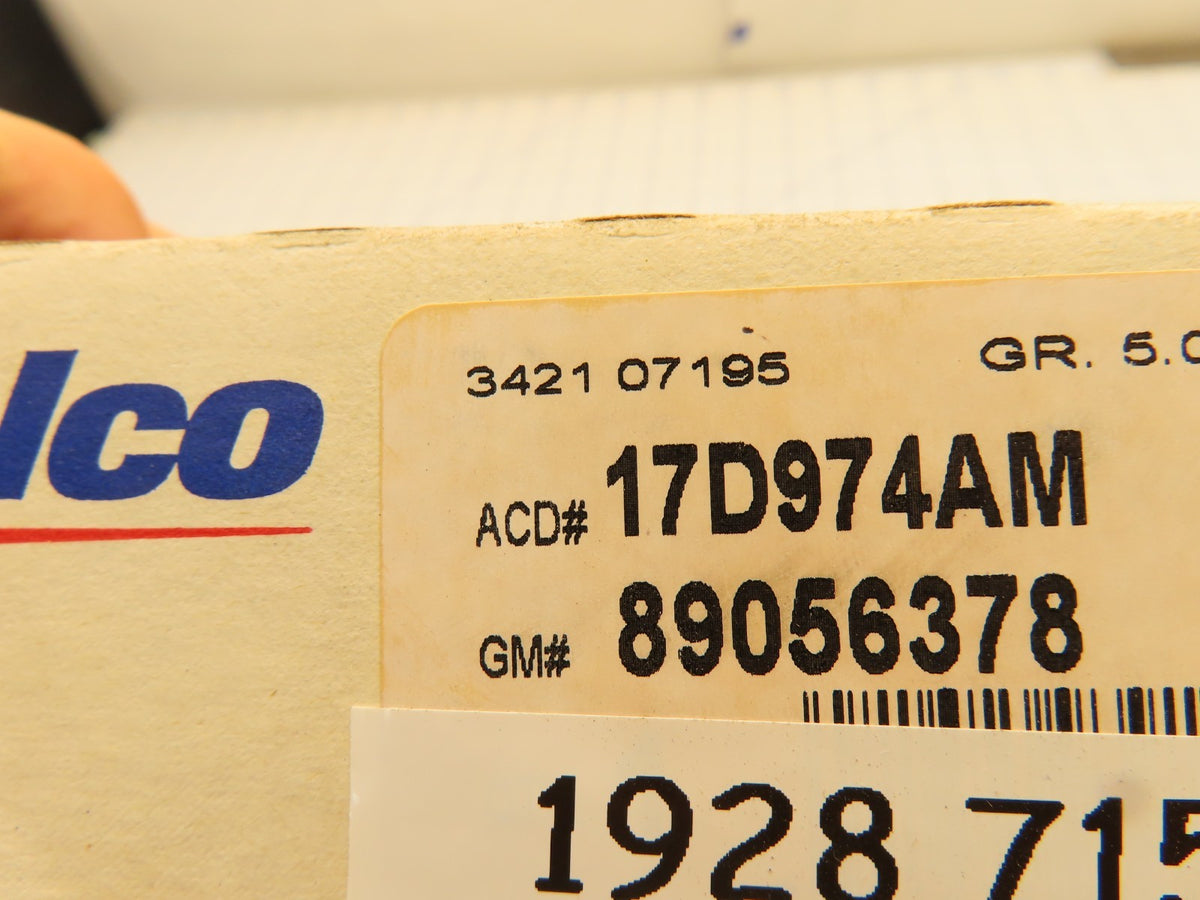 lco
3421 07195 GR. 5.0
ACD# 17D974AM
GM# 89056378
1928 715